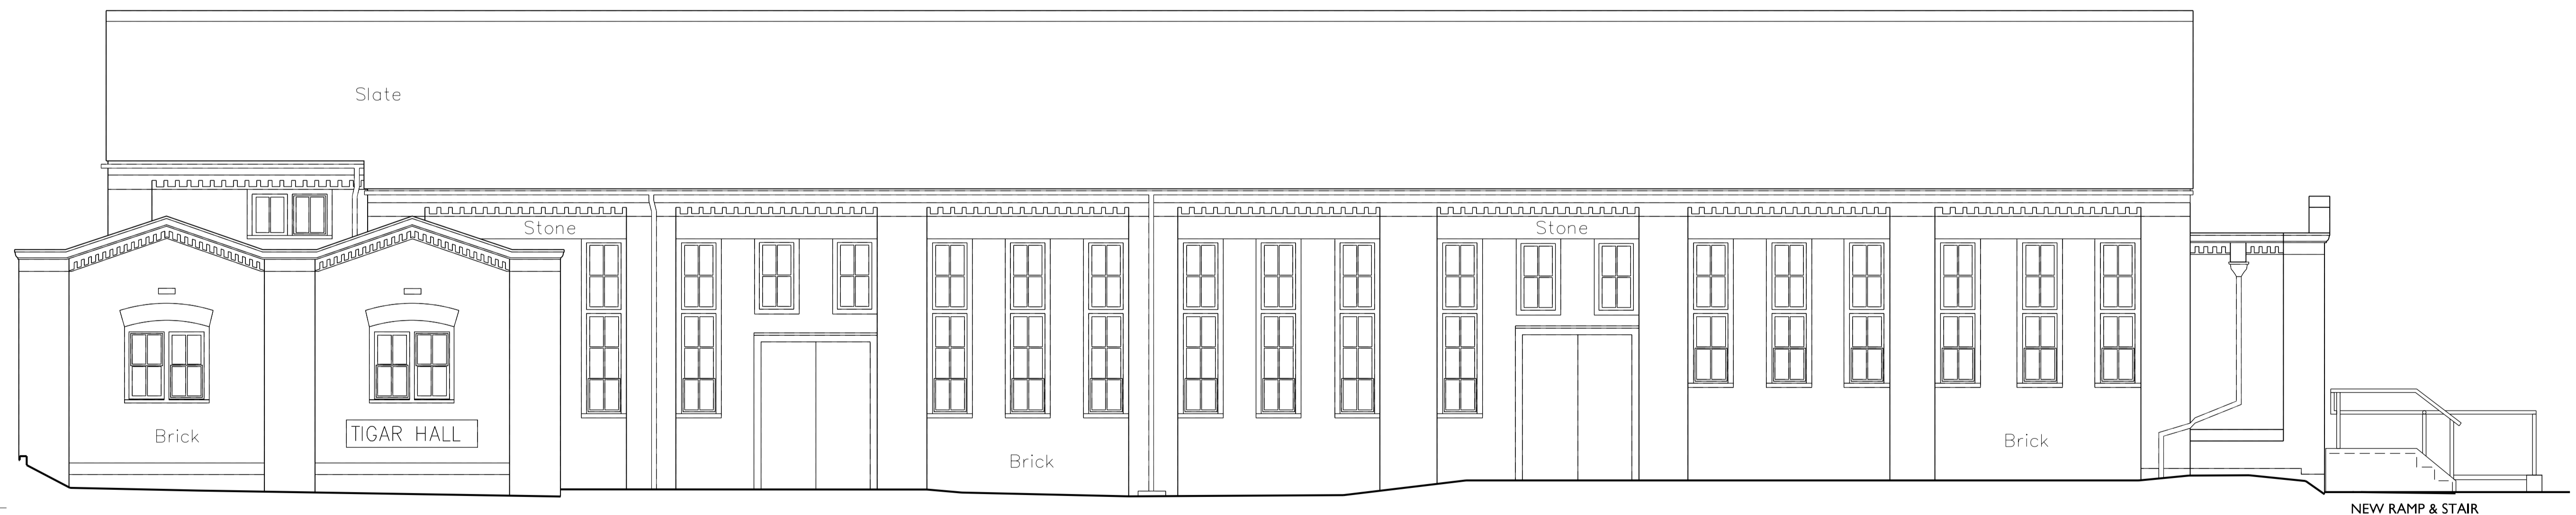 Slate
Stone
Stone
TIGAR HALL
Brick
Brick
Brick
NEW RAMP & STAIR